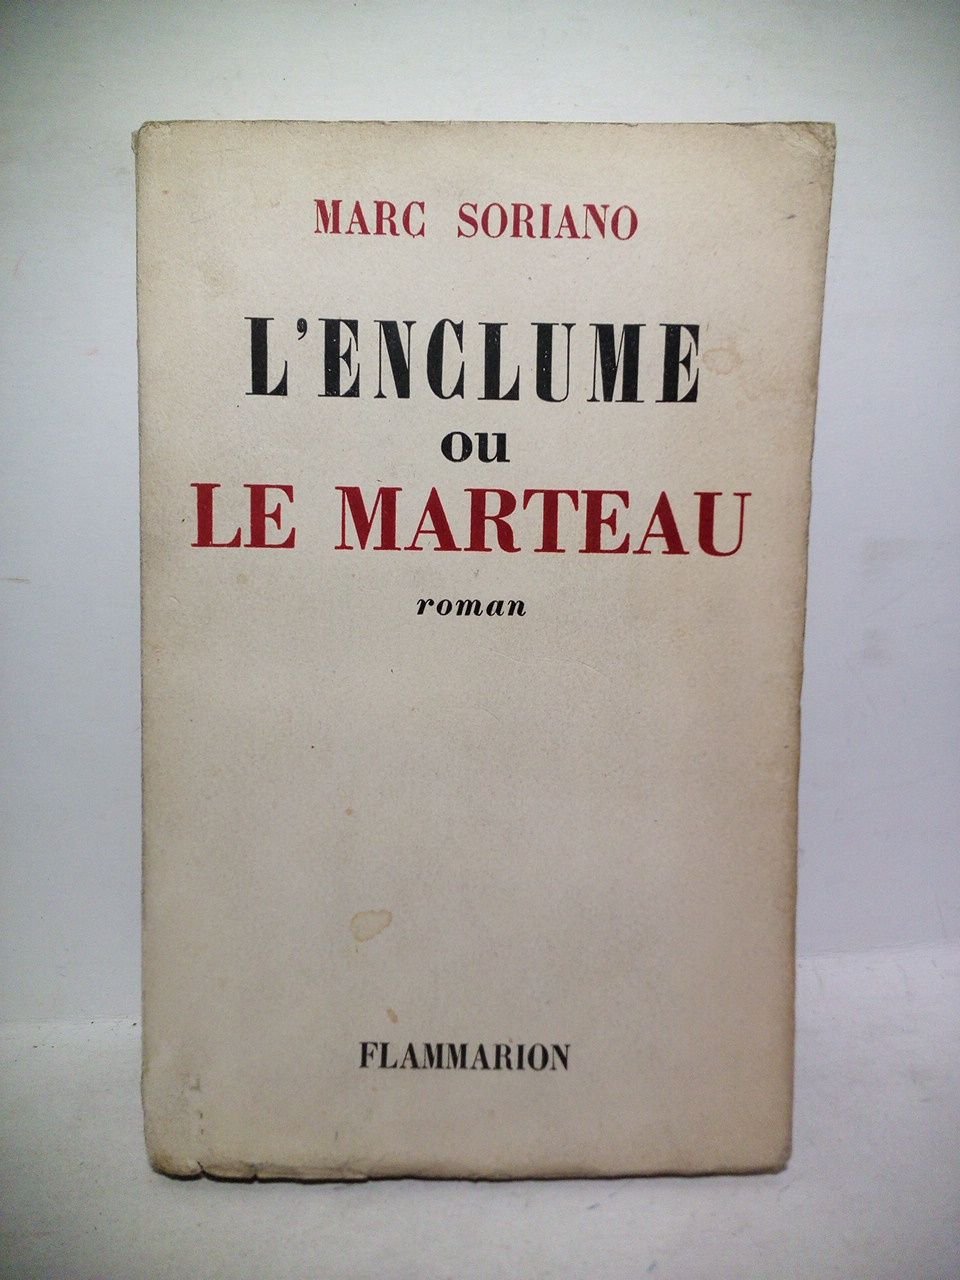 MARC SORIANO
L'ENCLUME
ou
LE MARTEAU
roman
FLAMMARION